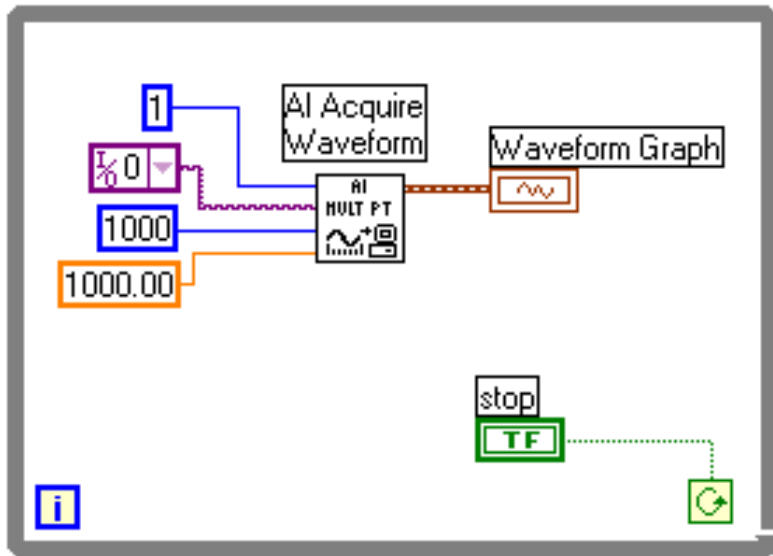 1
AI Acquire
Waveform
I/O 0
Waveform Graph
AI
MULT PT
1000
1000.00
stop
TF
i